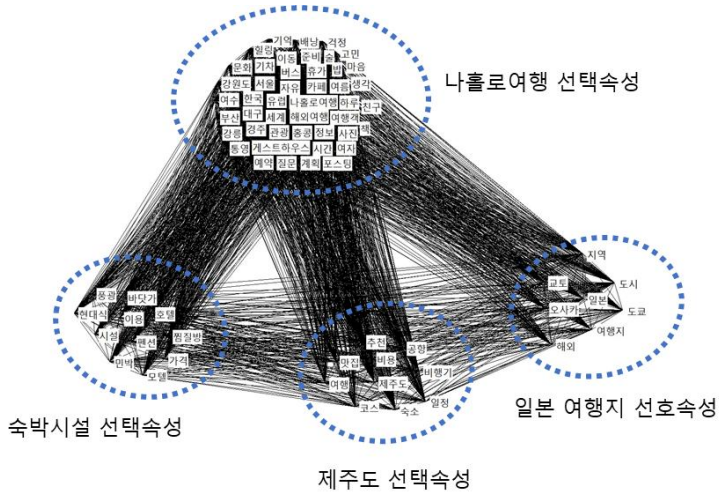 기억 배낭 걱정
힐링 이동 준비 술 고민
문화 기차 버스 휴가 밥 마음
강원도 서울 자유 카페 여름 생각
여수 한국 유럽 나홀로여행 하루 친구
부산 대구 세계 해외여행 여행객
강릉 경주 관광 홍콩 정보 사진 책
통영 게스트하우스 시간 여자
예약 질문 계획 포스팅
나홀로여행 선택속성
풍광 바닷가
현대식 이용 호텔
시설 펜션 찜질방
민박 가격
모텔
숙박시설 선택속성
추천 공항
맛집 비용
여행 제주도 비행기
코스 숙소 일정
제주도 선택속성
지역
교토 도시
오사카 일본 도쿄
여행지
해외
일본 여행지 선호속성